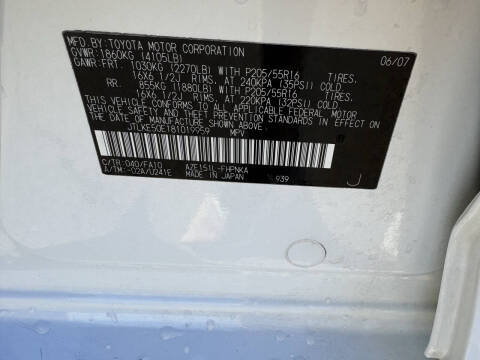 MFD.BY: TOYOTA MOTOR CORPORATION 06/07
GVWR: 1860KG (4105LB)
GAWR:FRT. 1030KG (2270LB) WITH P205/55R16 TIRES.
16X6 1/2J RIMS, AT 240KPA (35PSI) COLD
RR. 855KG (1880LB) WITH P205/55R16 TIRES.
16X6 1/2J RIMS, AT 220KPA (32PSI) COLD
THIS VEHICLE CONFORMS TO ALL APPLICABLE FEDERAL MOTOR
VEHICLE SAFETY AND THEFT PREVENTION STANDARDS IN EFFECT ON THE DATE OF
MANUFACTURE SHOWN ABOVE.
JTLKE50E181019959 MPV
C/TR:040/FA10 AZE151L-FHPNKA
A/TM:-02A/U241E MADE IN JAPAN 939 J